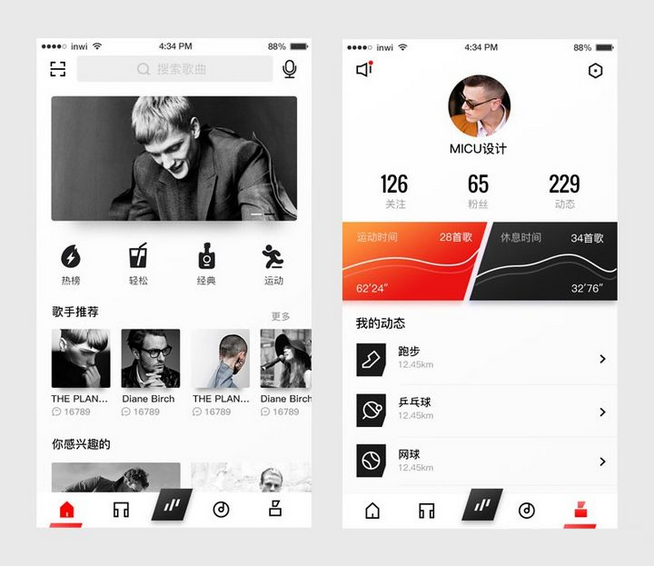 inwi 4:34 PM 88%
搜索歌曲
热榜 轻松 经典 运动
歌手推荐 更多
THE PLAN... Diane Birch THE PLAN... Diane Birch
16789 16789 16789 16789
你感兴趣的
inwi 4:34 PM 88%
MICU设计
126 65 229
关注 粉丝 动态
运动时间 28首歌 休息时间 34首歌
62'24" 32'76"
我的动态
跑步
12.45km
乒乓球
12.45km
网球
12.45km